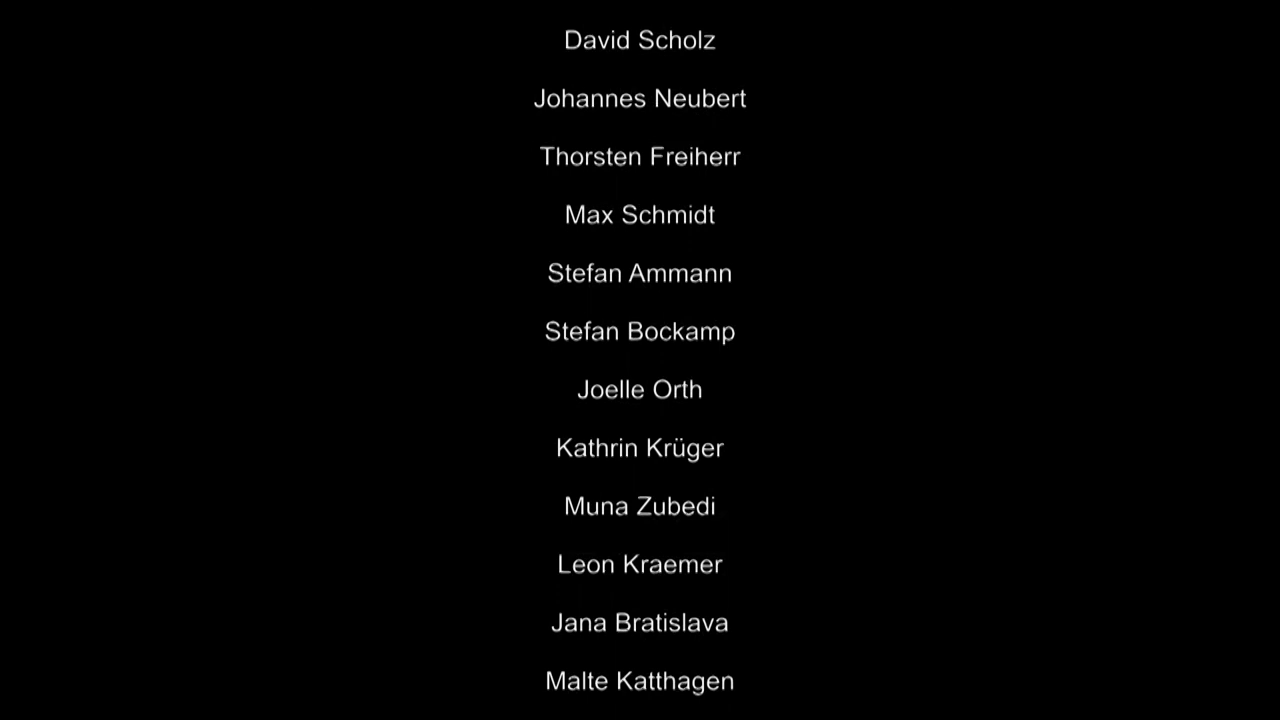 David Scholz
Johannes Neubert
Thorsten Freiherr
Max Schmidt
Stefan Ammann
Stefan Bockamp
Joelle Orth
Kathrin Krüger
Muna Zubedi
Leon Kraemer
Jana Bratislava
Malte Katthagen